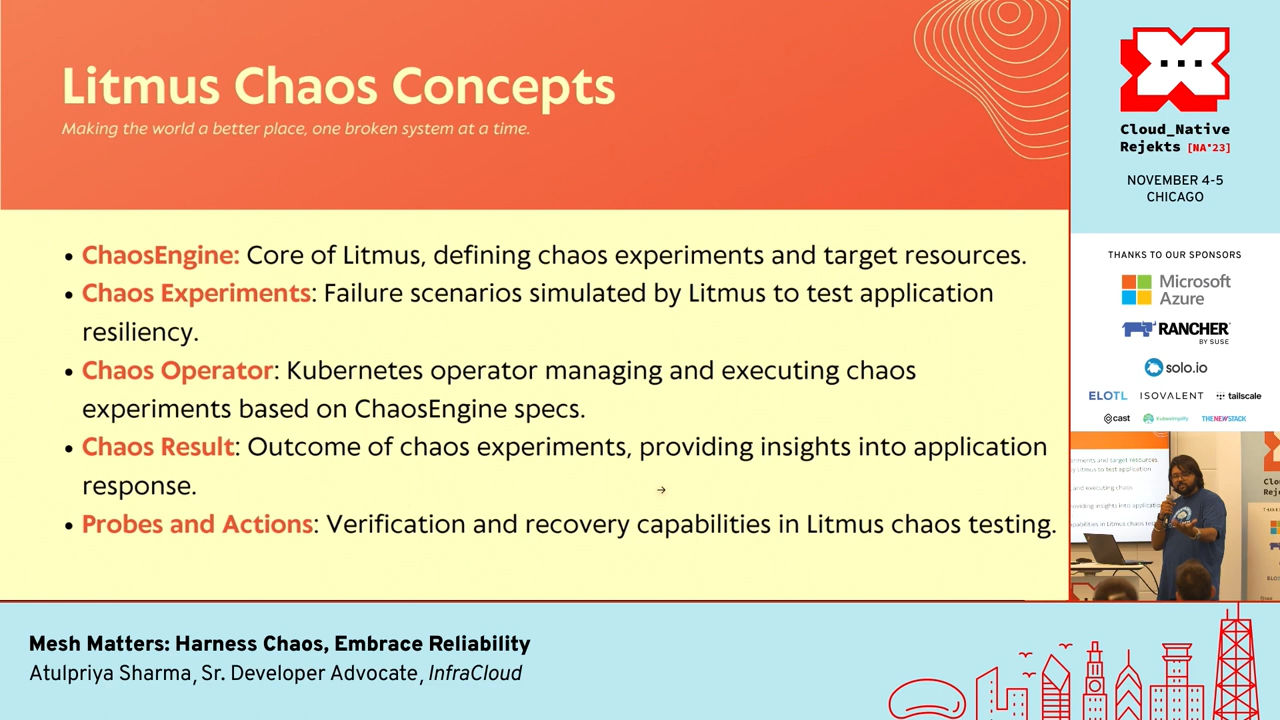 Litmus Chaos Concepts
Making the world a better place, one broken system at a time.
• ChaosEngine: Core of Litmus, defining chaos experiments and target resources.
• Chaos Experiments: Failure scenarios simulated by Litmus to test application
resiliency.
• Chaos Operator: Kubernetes operator managing and executing chaos
experiments based on ChaosEngine specs.
• Chaos Result: Outcome of chaos experiments, providing insights into application
response.
• Probes and Actions: Verification and recovery capabilities in Litmus chaos testing.
Cloud_Native
Rejekts [NA'23]
NOVEMBER 4-5
CHICAGO
THANKS TO OUR SPONSORS
Microsoft
Azure
RANCHER
BY SUSE
solo.io
ELOTL ISOVALENT tailscale
cast kubesimplify THENEWSTACK
Mesh Matters: Harness Chaos, Embrace Reliability
Atulpriya Sharma, Sr. Developer Advocate, InfraCloud